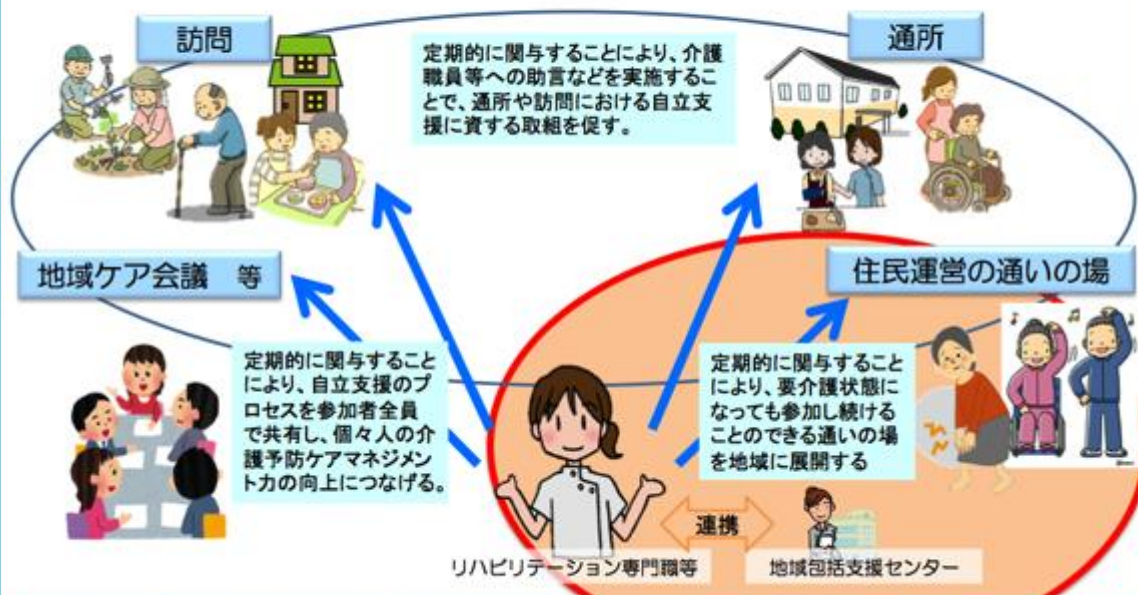 訪問
通所
定期的に関与することにより、介護
職員等への助言などを実施するこ
とで、通所や訪問における自立支
援に資する取組を促す。
地域ケア会議 等
住民運営の通いの場
定期的に関与すること
により、自立支援のプ
ロセスを参加者全員
で共有し、個々人の介
護予防ケアマネジメン
ト力の向上につなげる。
定期的に関与すること
により、要介護状態に
なっても参加し続ける
ことのできる通いの場
を地域に展開する
連携
リハビリテーション専門職等
地域包括支援センター